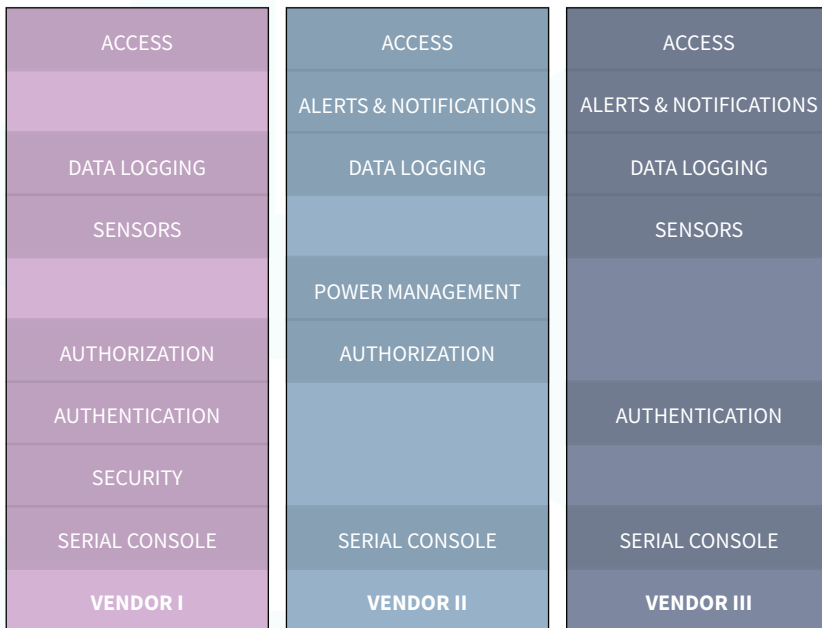 ACCESS
DATA LOGGING
SENSORS
AUTHORIZATION
AUTHENTICATION
SECURITY
SERIAL CONSOLE
VENDOR I
ACCESS
ALERTS & NOTIFICATIONS
DATA LOGGING
POWER MANAGEMENT
AUTHORIZATION
SERIAL CONSOLE
VENDOR II
ACCESS
ALERTS & NOTIFICATIONS
DATA LOGGING
SENSORS
AUTHENTICATION
SERIAL CONSOLE
VENDOR III